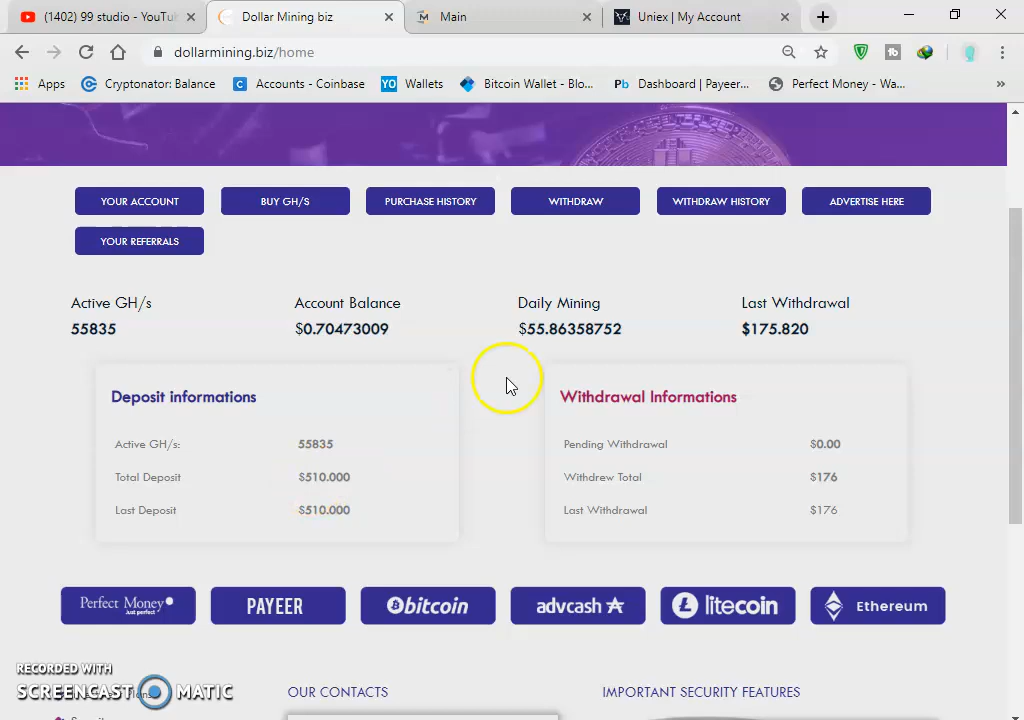 (1402) 99 studio - YouTu
Dollar Mining biz
Main
Uniex | My Account
dollarmining.biz/home
Apps
Cryptonator: Balance
Accounts - Coinbase
YO Wallets
Bitcoin Wallet - Blo...
Pb Dashboard | Payeer...
Perfect Money - Wa...
YOUR ACCOUNT
BUY GH/S
PURCHASE HISTORY
WITHDRAW
WITHDRAW HISTORY
ADVERTISE HERE
YOUR REFERRALS
Active GH/s
Account Balance
Daily Mining
Last Withdrawal
55835
$0.70473009
$55.86358752
$175.820
Deposit informations
Active GH/s: 55835
Total Deposit $510.000
Last Deposit $510.000
Withdrawal Informations
Pending Withdrawal $0.00
Withdrew Total $176
Last Withdrawal $176
Perfect Money
Just perfect
PAYEER
bitcoin
advcash
litecoin
Ethereum
RECORDED WITH
SCREENCAST MATIC
OUR CONTACTS
IMPORTANT SECURITY FEATURES